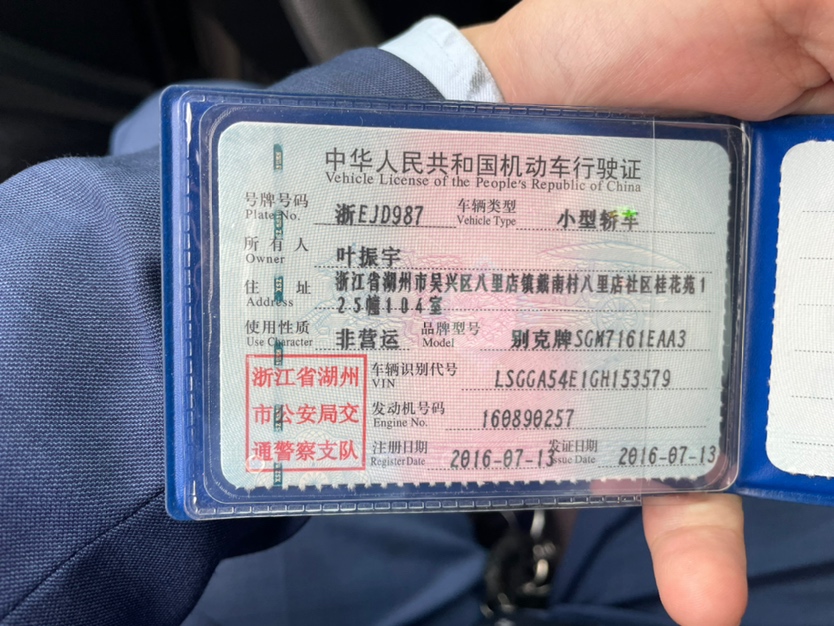 中华人民共和国机动车行驶证
Vehicle License of the People's Republic of China
号牌号码 浙EJD987 车辆类型 小型轿车
Plate No. Vehicle Type
所有人 叶振宇
Owner
住址 浙江省湖州市吴兴区八里店镇戴南村八里店社区桂花苑1
Address 25幢104室
使用性质 非营运 品牌型号 别克牌SGM7161EAA3
Use Character Model
浙江省湖州
市公安局交
通警察支队
车辆识别代号 LSGGA54E1GH153579
VIN
发动机号码 160890257
Engine No.
注册日期 2016-07-13 发证日期 2016-07-13
Register Date Issue Date